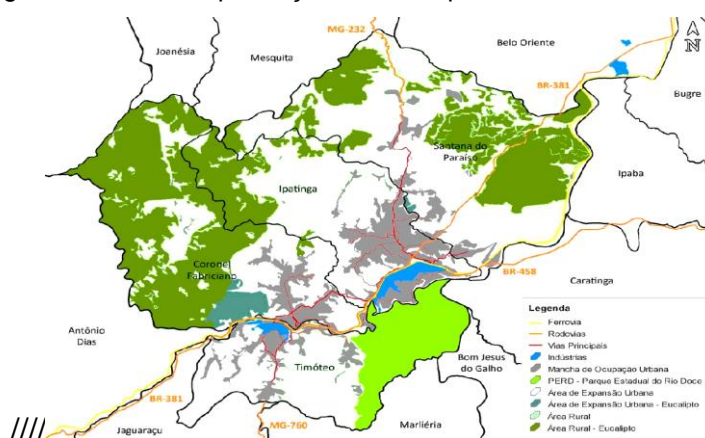 MG-232
Joanésia
Mesquita
Belo Oriente
N
BR-381
Bugre
Santana do
Paraíso
Ipaba
Ipatinga
Coronel
Fabriciano
BR-458
Caratinga
Antônio
Dias
Timóteo
Bom Jesus
do Galho
BR-381
Jaguaraçu
MG-760
Marliéria
Legenda
Ferrovia
Rodovias
Vias Principais
Indústrias
Mancha de Ocupação Urbana
PERD - Parque Estadual do Rio Doce
Área de Expansão Urbana
Área de Expansão Urbana - Eucalipto
Área Rural
Área Rural - Eucalipto
////